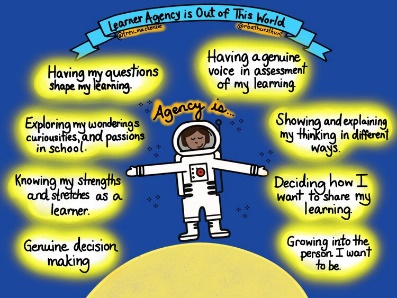 Learner Agency is Out of This World
@trev_mackenzie
@rbathursthunt
Having my questions
shape my learning.
Having a genuine
voice in assessment
of my learning.
Agency is...
Exploring my wonderings
curiousities, and passions
in school.
Showing and explaining
my thinking in different
ways.
Knowing my strengths
and stretches as a
learner.
Deciding how I
want to share my
learning.
Genuine decision
making
Growing into the
person I want
to be.